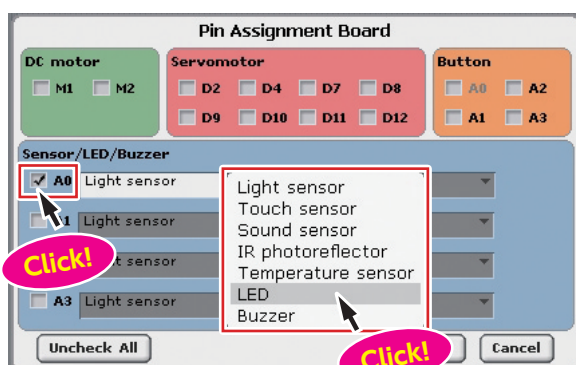 Pin Assignment Board
DC motor
M1 M2
Servomotor
D2 D4 D7 D8
D9 D10 D11 D12
Button
A0 A2
A1 A3
Sensor/LED/Buzzer
A0 Light sensor
Light sensor
Light sensor
Buzzer
Touch sensor
Sound sensor
IR photoreflector
Temperature sensor
LED
1 Light sensor
Click!
t sensor
A3 Light sensor
Click!
Uncheck All
Cancel